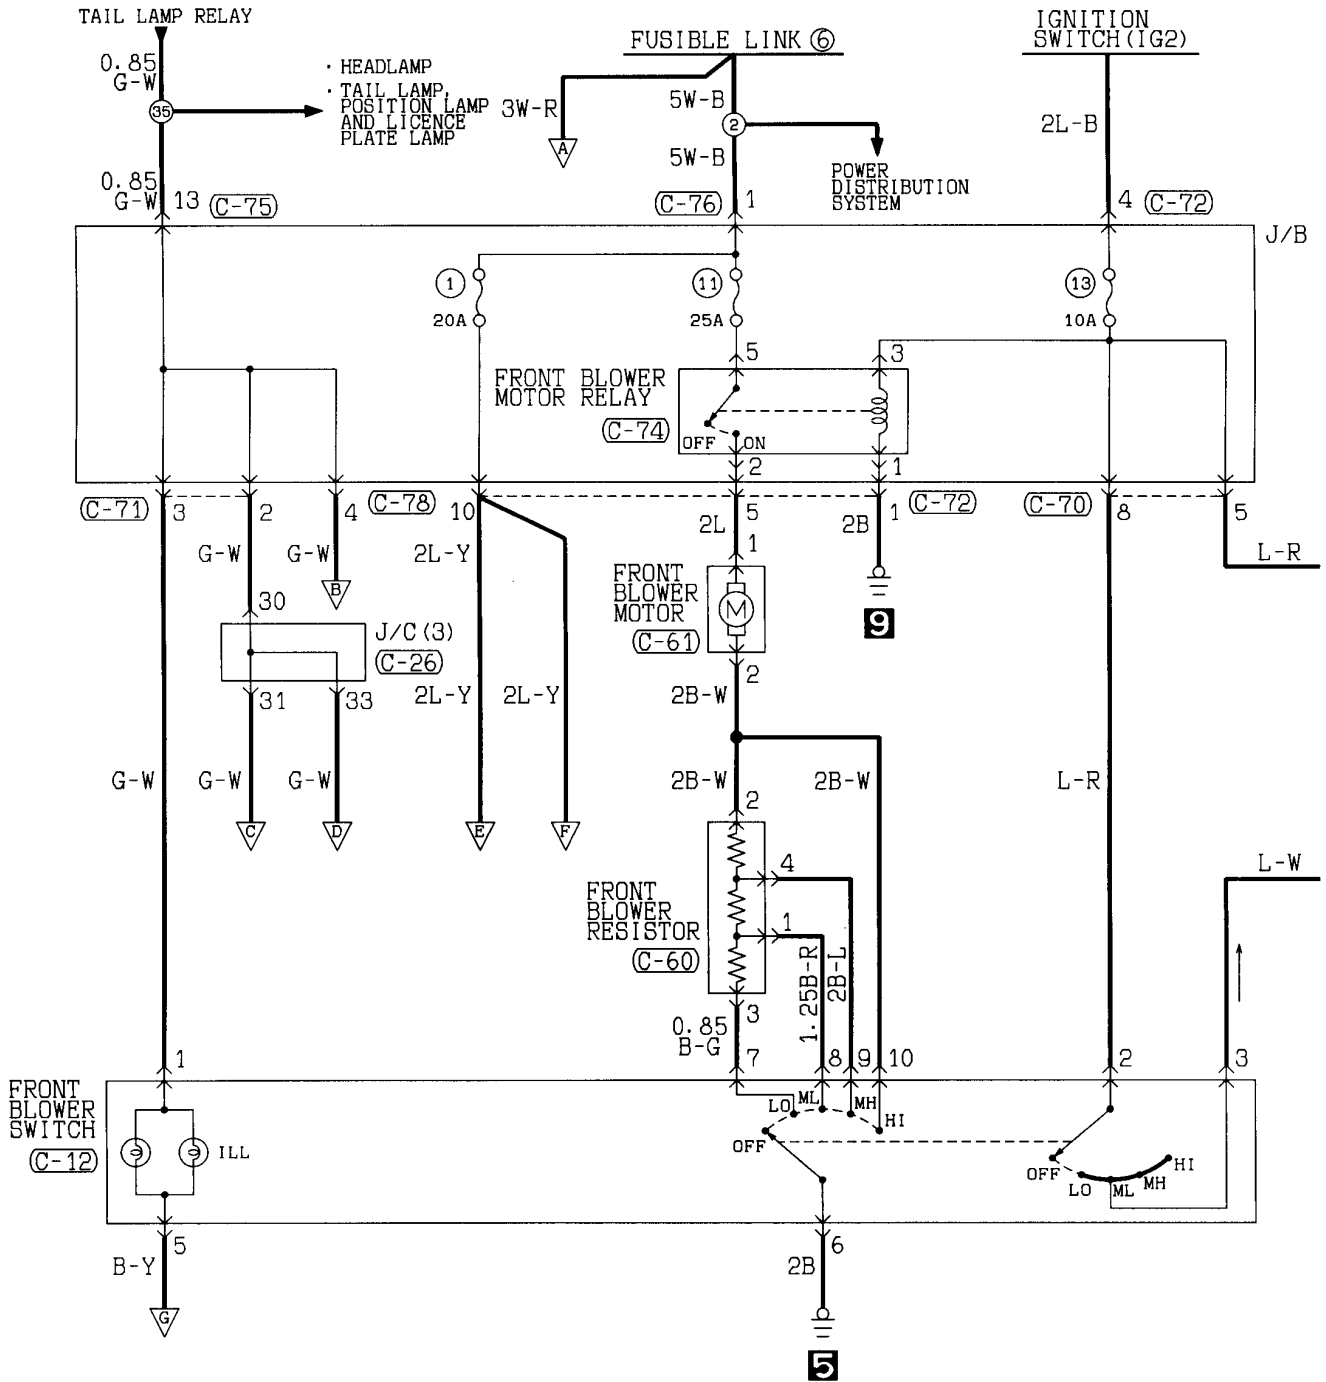 TAIL LAMP RELAY
0.85
G-W
35
· HEADLAMP
· TAIL LAMP,
POSITION LAMP
AND LICENCE
PLATE LAMP
0.85
G-W
13
C-75
FUSIBLE LINK 6
3W-R
A
5W-B
2
5W-B
POWER
DISTRIBUTION
SYSTEM
C-76
1
IGNITION
SWITCH(IG2)
2L-B
4
C-72
J/B
1
20A
11
25A
13
10A
5
3
FRONT BLOWER
MOTOR RELAY
C-74
OFF
ON
2
1
C-71
3
2
4
C-78
10
5
C-72
1
C-70
8
5
G-W
G-W
B
2L-Y
2L
1
2B
9
L-R
30
J/C(3)
C-26
31
33
FRONT
BLOWER
MOTOR
C-61
M
2
2L-Y
2L-Y
2B-W
G-W
G-W
G-W
2B-W
2B-W
L-R
C
D
E
F
2
4
1
FRONT
BLOWER
RESISTOR
C-60
1.25B-R
2B-L
3
0.85
B-G
L-W
1
7
8
9
10
2
3
FRONT
BLOWER
SWITCH
C-12
ILL
LO
ML
MH
HI
OFF
OFF
LO
ML
MH
HI
5
B-Y
G
6
2B
5